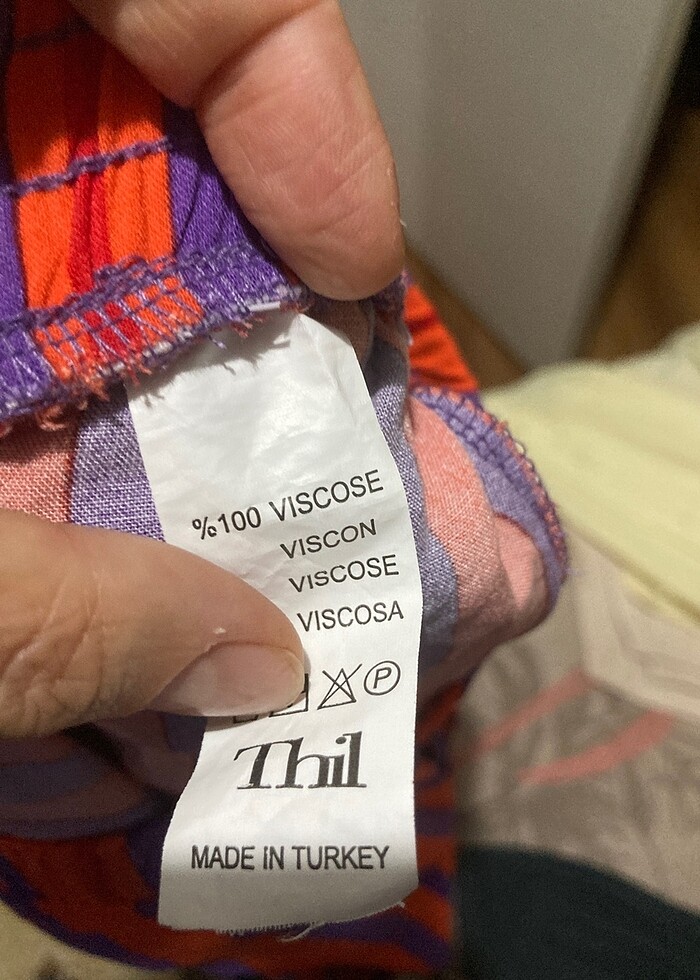 %100 VISCOSE
VISCON
VISCOSE
VISCOSA
P
Thil
MADE IN TURKEY